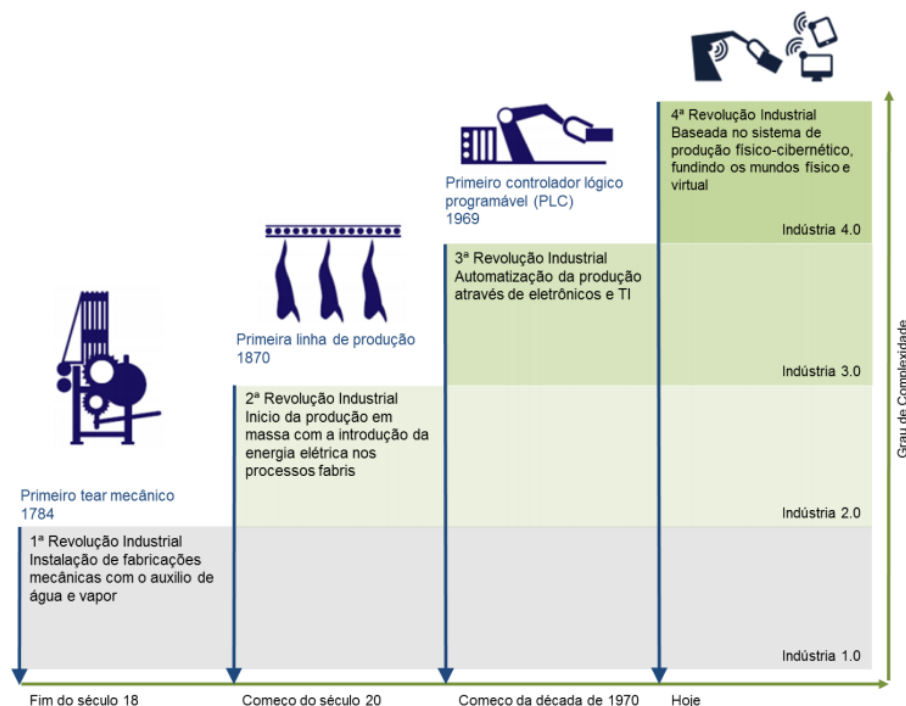 4ª Revolução Industrial
Baseada no sistema de
produção físico-cibernético,
fundindo os mundos físico e
virtual
Indústria 4.0
Primeiro controlador lógico
programável (PLC)
1969
3ª Revolução Industrial
Automatização da produção
através de eletrônicos e TI
Indústria 3.0
Primeira linha de produção
1870
2ª Revolução Industrial
Inicio da produção em
massa com a introdução da
energia elétrica nos
processos fabris
Indústria 2.0
Primeiro tear mecânico
1784
1ª Revolução Industrial
Instalação de fabricações
mecânicas com o auxilio de
água e vapor
Indústria 1.0
Grau de Complexidade
Fim do século 18
Começo do século 20
Começo da década de 1970
Hoje